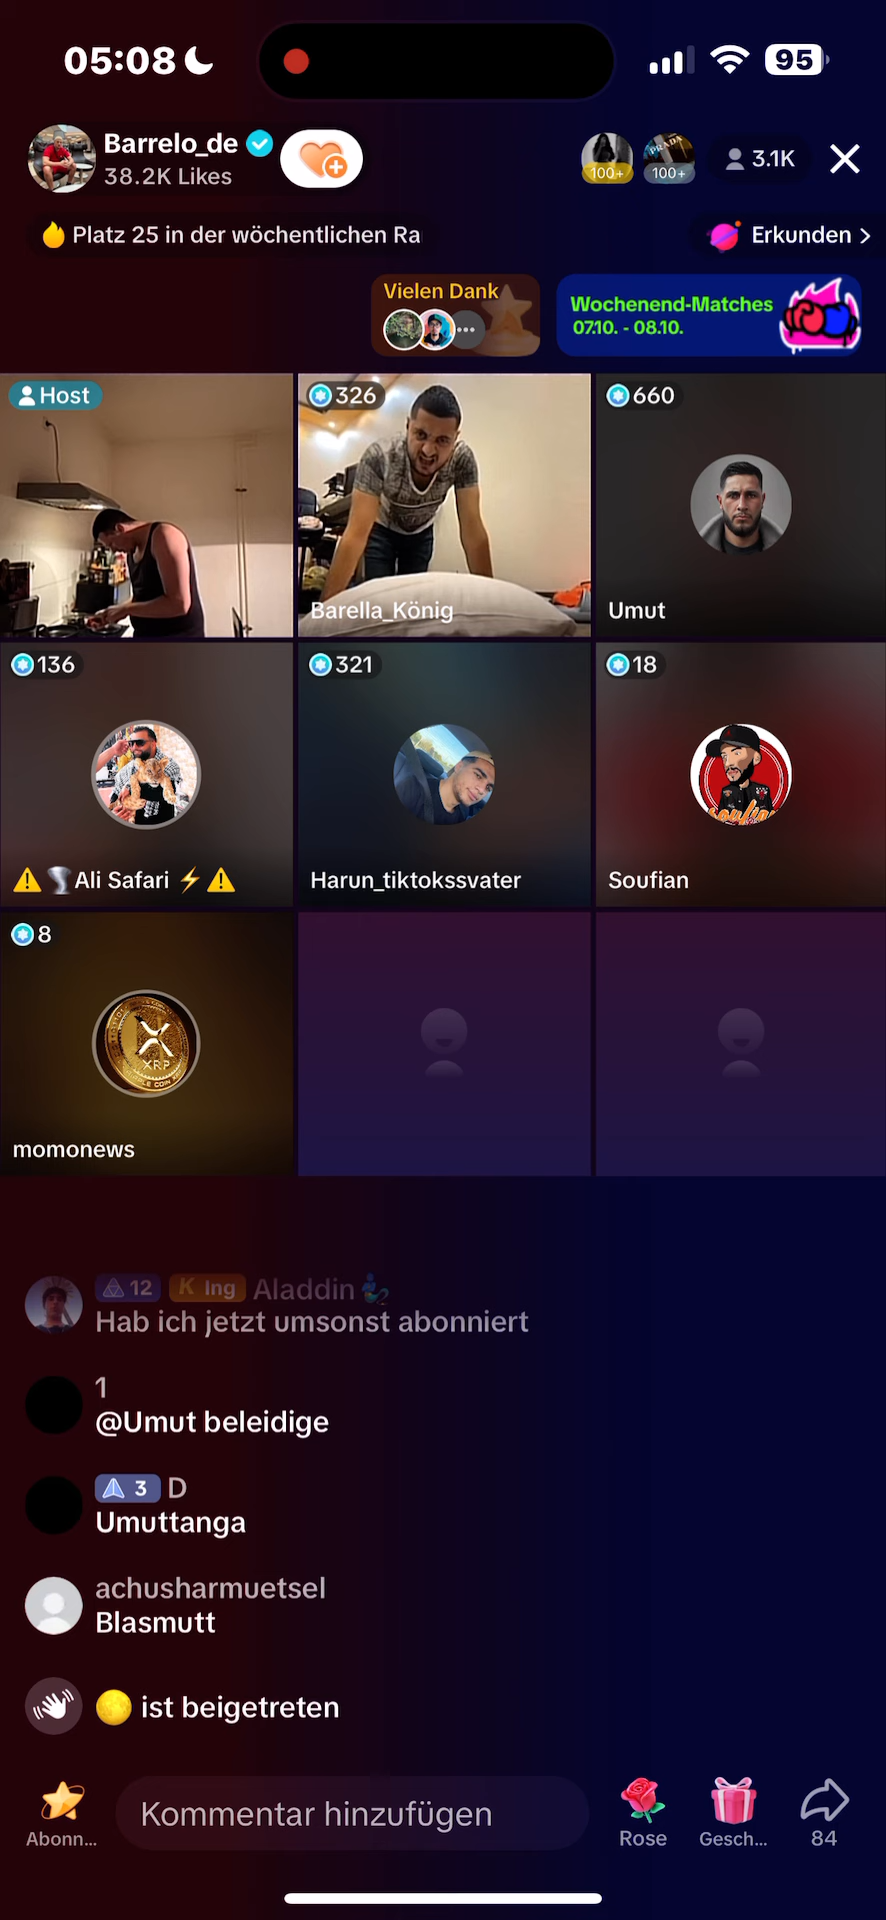 05:08
95
Barrelo_de
38.2K Likes
100+
100+
3.1K
Platz 25 in der wöchentlichen Ra
Erkunden >
Vielen Dank
Wochenend-Matches
07.10. - 08.10.
Host
326
660
Barella_König
Umut
136
321
18
⚠️🌪️Ali Safari ⚡⚠️
Harun_tiktokssvater
Soufian
8
XRP
momonews
12 K Ing Aladdin🧞‍♂️
Hab ich jetzt umsonst abonniert
1
@Umut beleidige
3 D
Umuttanga
achusharmuetsel
Blasmutt
🌕 ist beigetreten
Abonn...
Kommentar hinzufügen
Rose
Gesch...
84